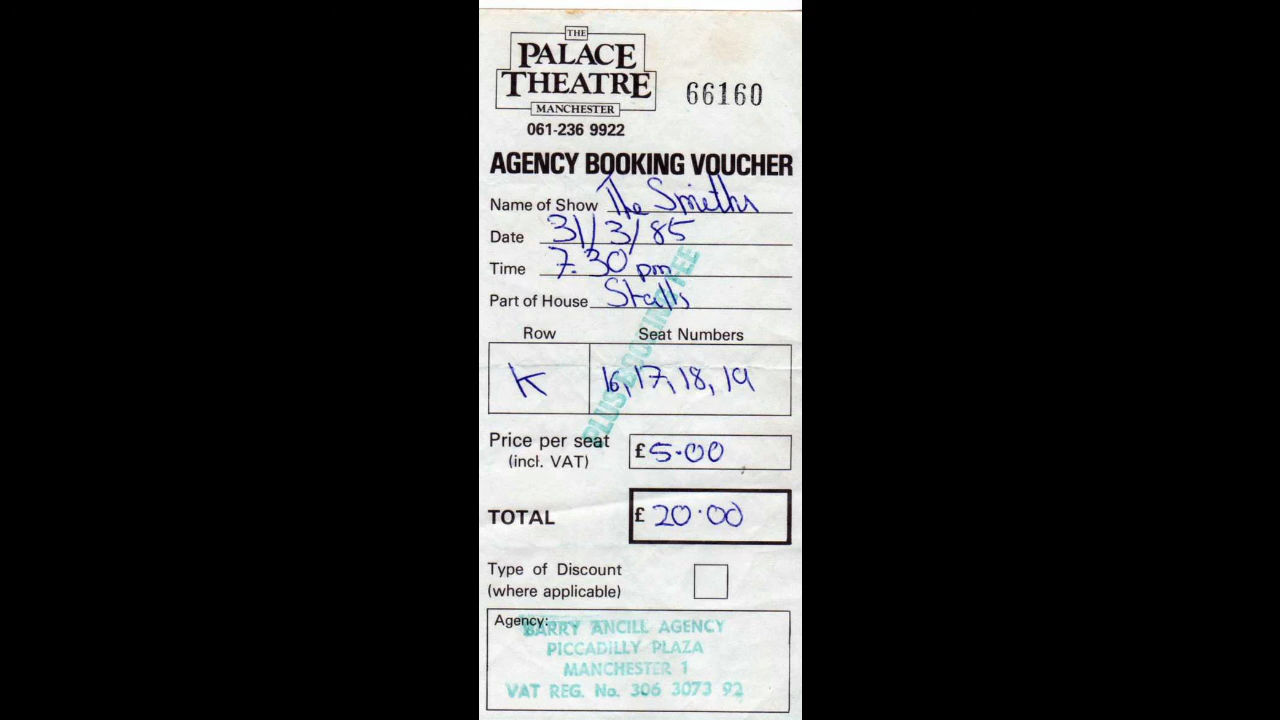 THE
PALACE
THEATRE
MANCHESTER
061-236 9922
66160
AGENCY BOOKING VOUCHER
Name of Show The Smiths
Date 31/3/85
Time 7.30 pm
Part of House Stalls
Row Seat Numbers
K 16, 17, 18, 19
PLUS BOOKING FEE
Price per seat
(incl. VAT) £5.00
TOTAL £20.00
Type of Discount
(where applicable)
Agency:
BARRY ANCILL AGENCY
PICCADILLY PLAZA
MANCHESTER 1
VAT REG. No. 306 3073 92